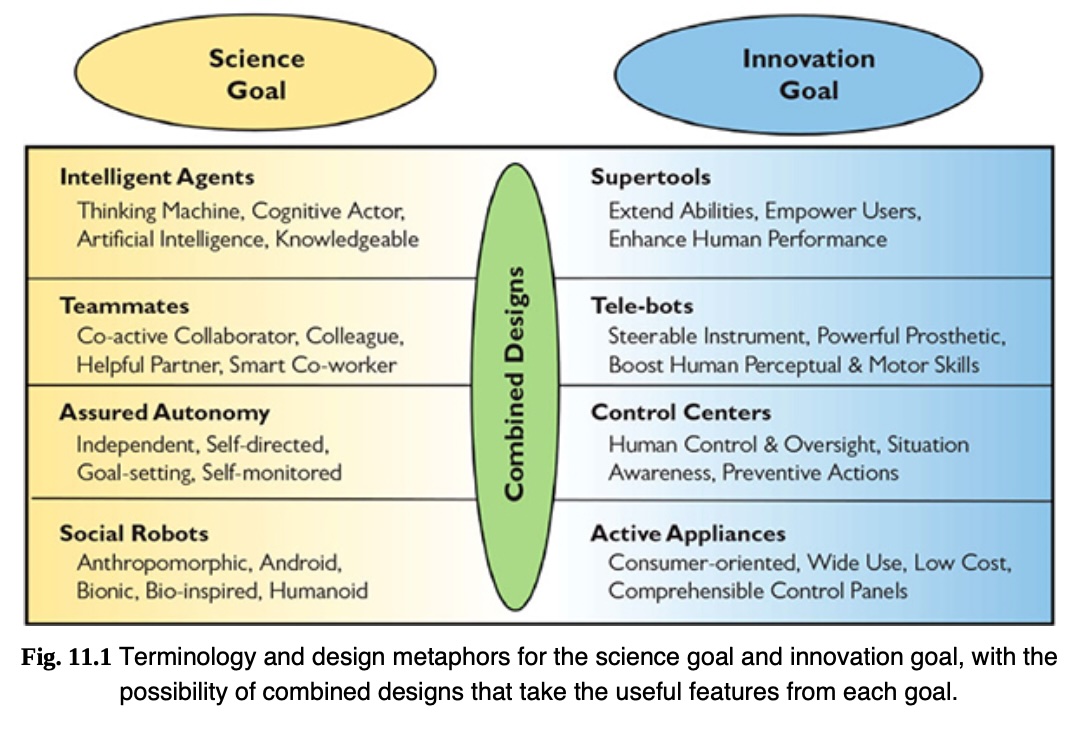 Science
Goal
Innovation
Goal
Intelligent Agents
Thinking Machine, Cognitive Actor,
Artificial Intelligence, Knowledgeable
Supertools
Extend Abilities, Empower Users,
Enhance Human Performance
Teammates
Co-active Collaborator, Colleague,
Helpful Partner, Smart Co-worker
Tele-bots
Steerable Instrument, Powerful Prosthetic,
Boost Human Perceptual & Motor Skills
Assured Autonomy
Independent, Self-directed,
Goal-setting, Self-monitored
Control Centers
Human Control & Oversight, Situation
Awareness, Preventive Actions
Social Robots
Anthropomorphic, Android,
Bionic, Bio-inspired, Humanoid
Active Appliances
Consumer-oriented, Wide Use, Low Cost,
Comprehensible Control Panels
Combined Designs
Fig. 11.1 Terminology and design metaphors for the science goal and innovation goal, with the
possibility of combined designs that take the useful features from each goal.